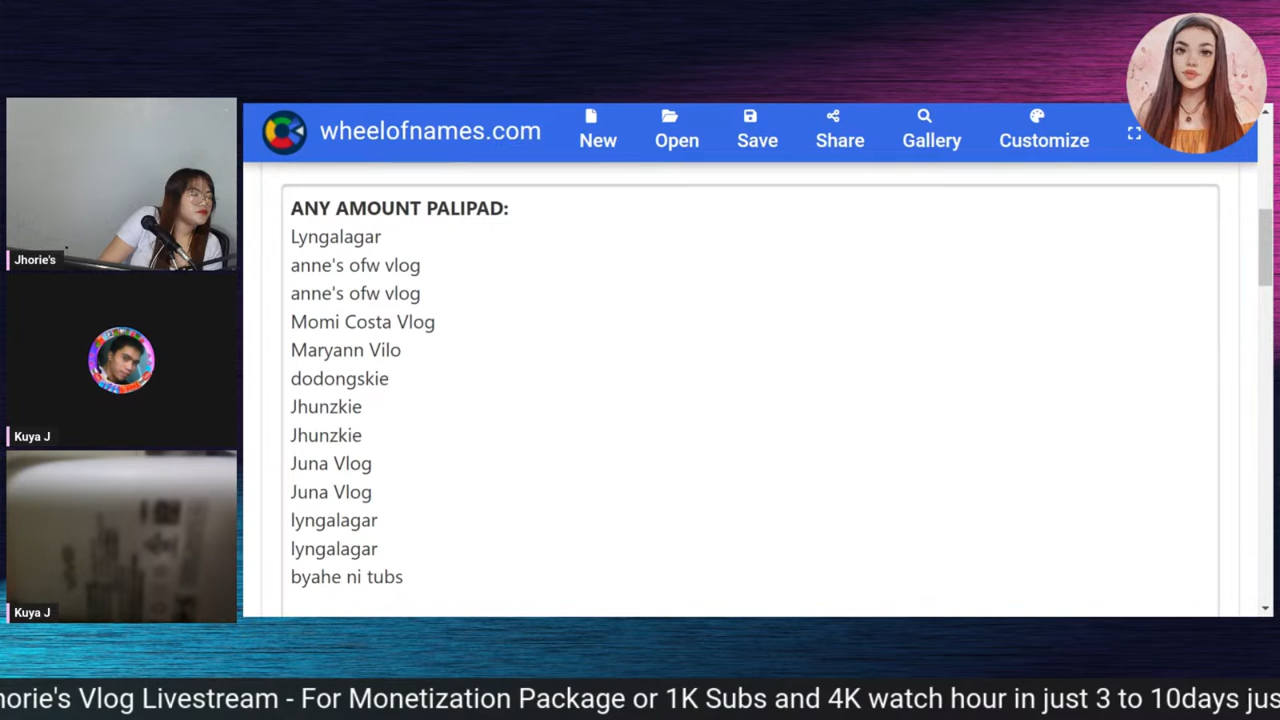 wheelofnames.com
New
Open
Save
Share
Gallery
Customize
ANY AMOUNT PALIPAD:
Lyngalagar
anne's ofw vlog
anne's ofw vlog
Momi Costa Vlog
Maryann Vilo
dodongskie
Jhunzkie
Jhunzkie
Juna Vlog
Juna Vlog
lyngalagar
lyngalagar
byahe ni tubs
Jhorie's
Kuya J
Kuya J
horie's Vlog Livestream - For Monetization Package or 1K Subs and 4K watch hour in just 3 to 10days jus